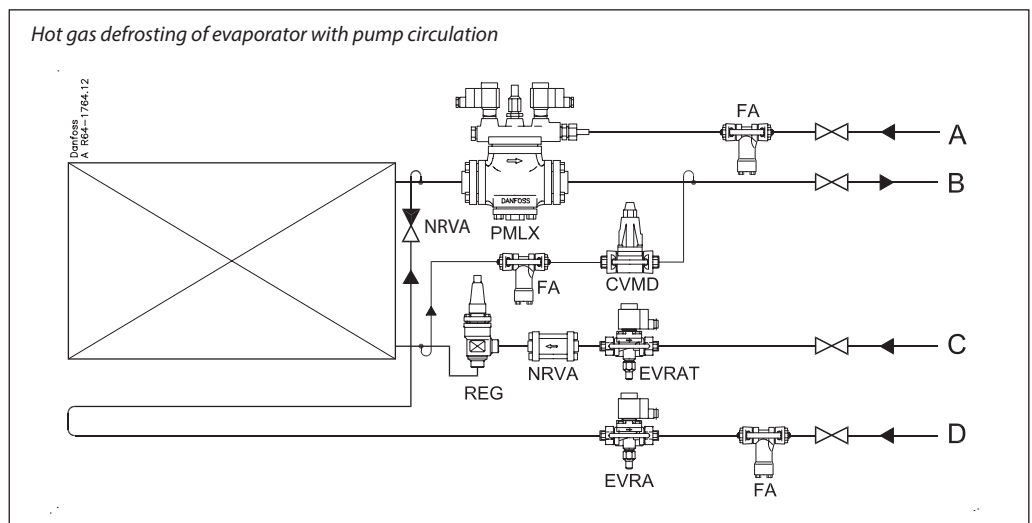 Hot gas defrosting of evaporator with pump circulation
Danfoss
A R64-1764.12
FA
A
B
NRVA
DANFOSS
PMLX
FA
CVMD
C
REG
NRVA
EVRAT
D
EVRA
FA